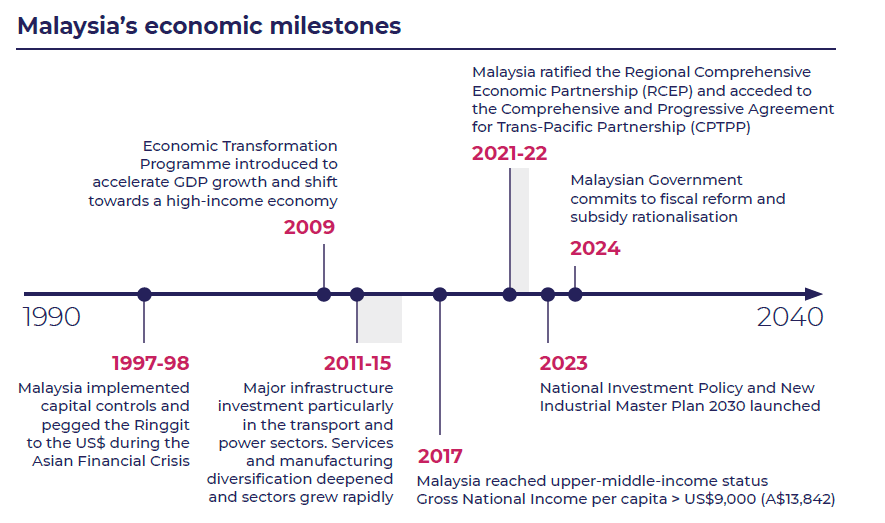 Malaysia's economic milestones
Malaysia ratified the Regional Comprehensive
Economic Partnership (RCEP) and acceded to
the Comprehensive and Progressive Agreement
for Trans-Pacific Partnership (CPTPP)
2021-22
Economic Transformation
Programme introduced to
accelerate GDP growth and shift
towards a high-income economy
2009
Malaysian Government
commits to fiscal reform and
subsidy rationalisation
2024
1990
2040
1997-98
Malaysia implemented
capital controls and
pegged the Ringgit
to the US$ during the
Asian Financial Crisis
2011-15
Major infrastructure
investment particularly
in the transport and
power sectors. Services
and manufacturing
diversification deepened
and sectors grew rapidly
2023
National Investment Policy and New
Industrial Master Plan 2030 launched
2017
Malaysia reached upper-middle-income status
Gross National Income per capita > US$9,000 (A$13,842)